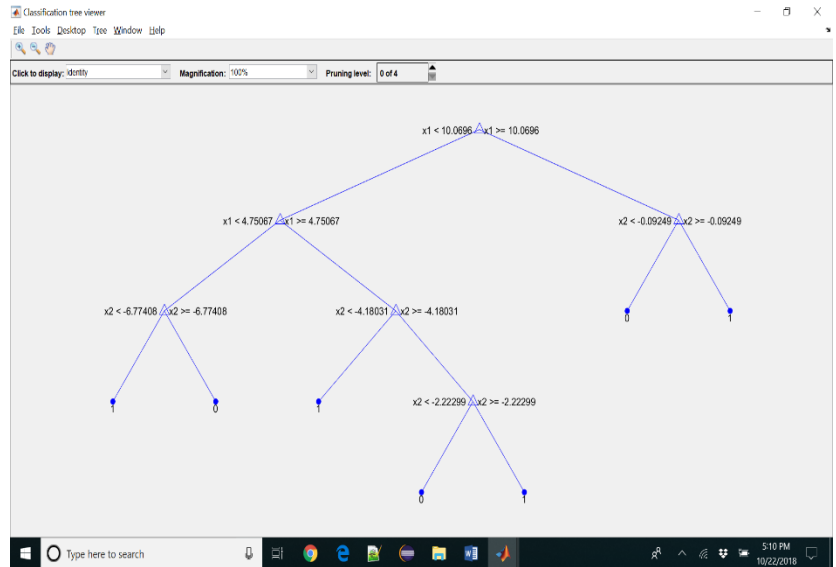 Classification tree viewer
File Tools Desktop Tree Window Help
Click to display: Identity Magnification: 100% Pruning level: 0 of 4
x1 < 10.0696 x1 >= 10.0696
x1 < 4.75067 x1 >= 4.75067 x2 < -0.09249 x2 >= -0.09249
x2 < -6.77408 x2 >= -6.77408 x2 < -4.18031 x2 >= -4.18031
0 1
1 0 1 x2 < -2.22299 x2 >= -2.22299
0 1
Type here to search 5:10 PM
10/22/2018